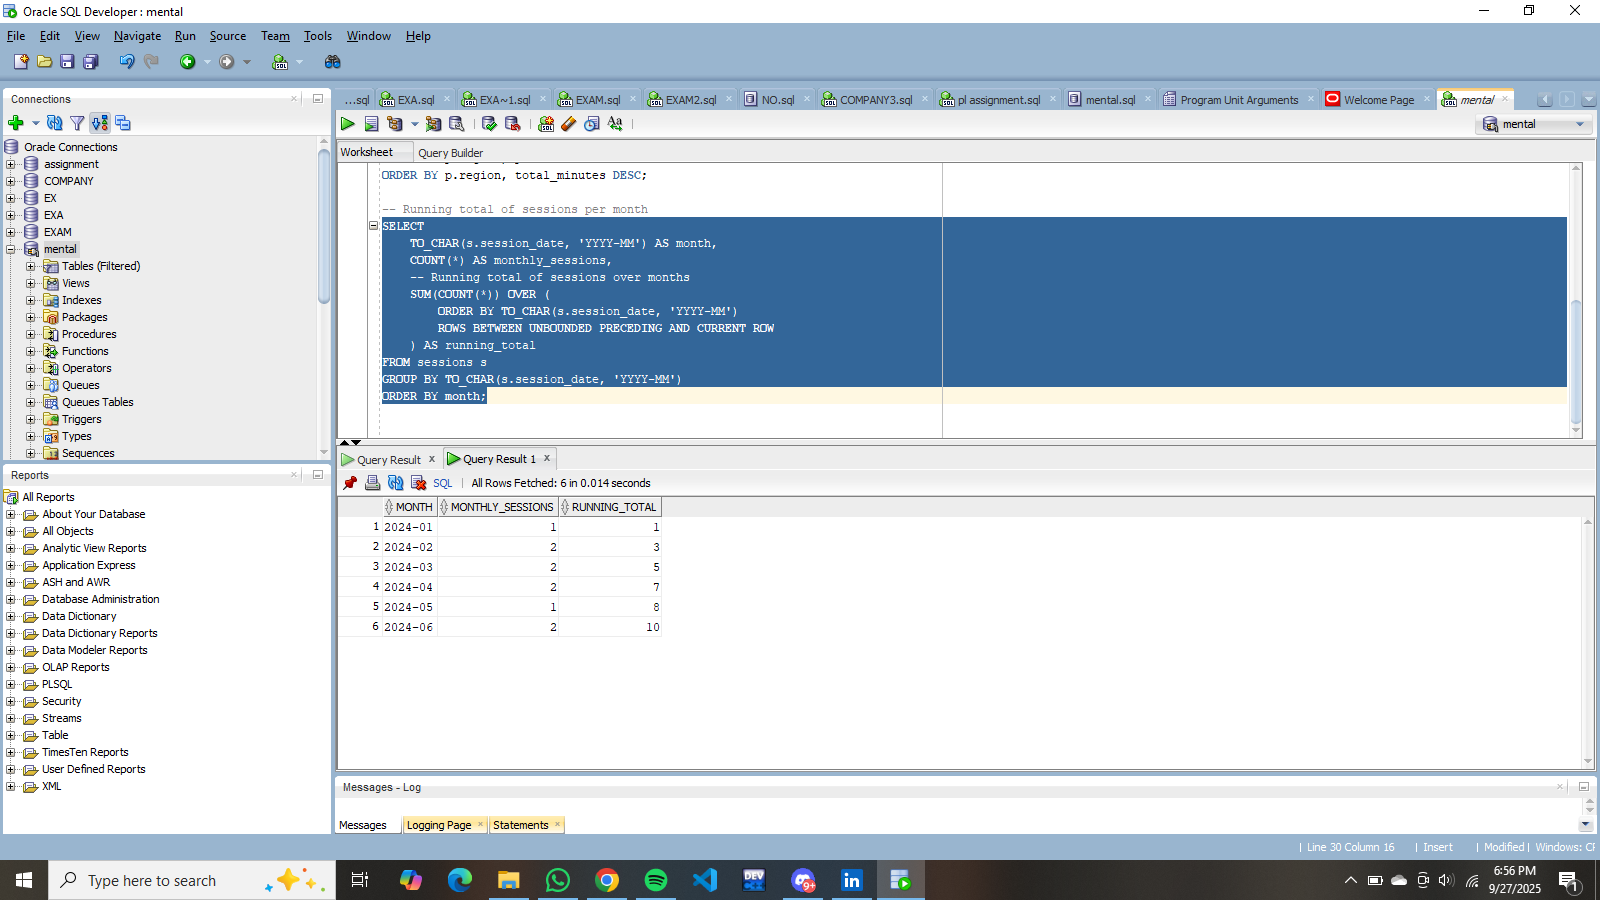 Oracle SQL Developer : mental
File Edit View Navigate Run Source Team Tools Window Help
Connections
Oracle Connections
assignment
COMPANY
EX
EXA
EXAM
mental
Tables (Filtered)
Views
Indexes
Packages
Procedures
Functions
Operators
Queues
Queues Tables
Triggers
Types
Sequences
Reports
All Reports
About Your Database
All Objects
Analytic View Reports
Application Express
ASH and AWR
Database Administration
Data Dictionary
Data Dictionary Reports
Data Modeler Reports
OLAP Reports
PLSQL
Security
Streams
Table
TimesTen Reports
User Defined Reports
XML
...sql EXA.sql EXA~1.sql EXAM.sql EXAM2.sql NO.sql COMPANY3.sql pl assignment.sql mental.sql Program Unit Arguments Welcome Page mental
mental
Worksheet Query Builder
ORDER BY p.region, total_minutes DESC;
-- Running total of sessions per month
SELECT
TO_CHAR(s.session_date, 'YYYY-MM') AS month,
COUNT(*) AS monthly_sessions,
-- Running total of sessions over months
SUM(COUNT(*)) OVER (
ORDER BY TO_CHAR(s.session_date, 'YYYY-MM')
ROWS BETWEEN UNBOUNDED PRECEDING AND CURRENT ROW
) AS running_total
FROM sessions s
GROUP BY TO_CHAR(s.session_date, 'YYYY-MM')
ORDER BY month;
Query Result x Query Result 1 x
SQL | All Rows Fetched: 6 in 0.014 seconds
MONTH MONTHLY_SESSIONS RUNNING_TOTAL
1 2024-01 1 1
2 2024-02 2 3
3 2024-03 2 5
4 2024-04 2 7
5 2024-05 1 8
6 2024-06 2 10
Messages - Log
Messages Logging Page Statements
| Line 30 Column 16 | Insert | Modified | Windows: CF
Type here to search
DEV
9+
in
6:56 PM
9/27/2025
1